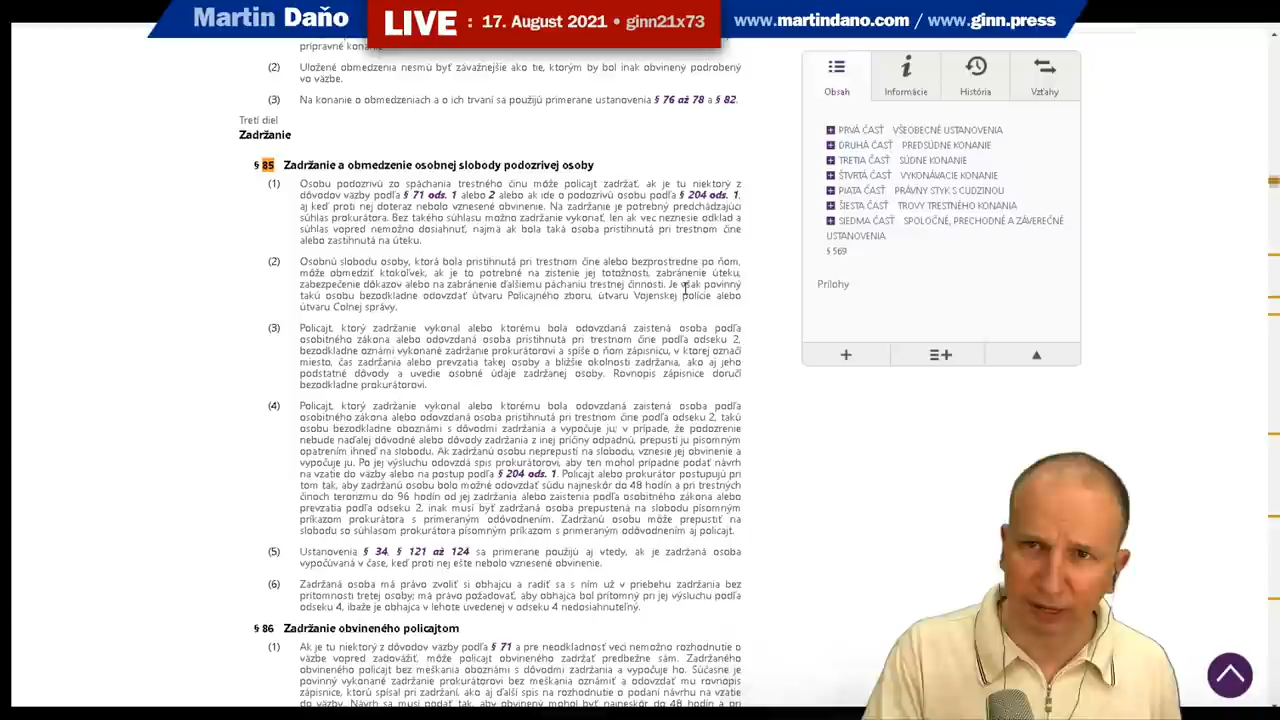 Martin Daňo
LIVE : 17. August 2021 • ginn21x73
www.martindano.com / www.ginn.press
prípravné konanie
(2) Uložené obmedzenia nesmú byť závažnejšie ako tie, ktorým by bol inak obvinený podrobený
vo väzbe.
(3) Na konanie o obmedzeniach a o ich trvaní sa použijú primerane ustanovenia § 76 až 78 a § 82.
Tretí diel
Zadržanie
§ 85 Zadržanie a obmedzenie osobnej slobody podozrivej osoby
(1) Osobu podozrivú zo spáchania trestného činu môže policajt zadržať, ak je tu niektorý z
dôvodov väzby podľa § 71 ods. 1 alebo 2 alebo ak ide o podozrivú osobu podľa § 204 ods. 1,
aj keď proti nej doteraz nebolo vznesené obvinenie. Na zadržanie je potrebný predchádzajúci
súhlas prokurátora. Bez takého súhlasu možno zadržanie vykonať, len ak vec neznesie odklad a
súhlas vopred nemožno dosiahnuť, najmä ak bola taká osoba pristihnutá pri trestnom čine
alebo zastihnutá na úteku.
(2) Osobnú slobodu osoby, ktorá bola pristihnutá pri trestnom čine alebo bezprostredne po ňom,
môže obmedziť ktokoľvek, ak je to potrebné na zistenie jej totožnosti, zabránenie úteku,
zabezpečenie dôkazov alebo na zabránenie ďalšiemu páchaniu trestnej činnosti. Je však povinný
takú osobu bezodkladne odovzdať útvaru Policajného zboru, útvaru Vojenskej polície alebo
útvaru Colnej správy.
(3) Policajt, ktorý zadržanie vykonal alebo ktorému bola odovzdaná zaistená osoba podľa
osobitného zákona alebo odovzdaná osoba pristihnutá pri trestnom čine podľa odseku 2,
bezodkladne oznámi vykonané zadržanie prokurátorovi a spíše o ňom zápisnicu, v ktorej označí
miesto, čas zadržania alebo prevzatia takej osoby a bližšie okolnosti zadržania, ako aj jeho
podstatné dôvody a uvedie osobné údaje zadržanej osoby. Rovnopis zápisnice doručí
bezodkladne prokurátorovi.
(4) Policajt, ktorý zadržanie vykonal alebo ktorému bola odovzdaná zaistená osoba podľa
osobitného zákona alebo odovzdaná osoba pristihnutá pri trestnom čine podľa odseku 2, takú
osobu bezodkladne oboznámi s dôvodmi zadržania a vypočuje ju; v prípade, že podozrenie
nebude naďalej dôvodné alebo dôvody zadržania z inej príčiny odpadnú, prepustí ju písomným
opatrením ihneď na slobodu. Ak zadržanú osobu neprepustí na slobodu, vznesie jej obvinenie a
vypočuje ju. Po jej výsluchu odovzdá spis prokurátorovi, aby ten mohol prípadne podať návrh
na vzatie do väzby alebo na postup podľa § 204 ods. 1. Policajt alebo prokurátor postupujú pri
tom tak, aby zadržanú osobu bolo možné odovzdať súdu najneskôr do 48 hodín a pri trestných
činoch terorizmu do 96 hodín od jej zadržania alebo zaistenia podľa osobitného zákona alebo
prevzatia podľa odseku 2, inak musí byť zadržaná osoba prepustená na slobodu písomným
príkazom prokurátora s primeraným odôvodnením. Zadržanú osobu môže prepustiť na
slobodu so súhlasom prokurátora písomným príkazom s primeraným odôvodnením aj policajt.
(5) Ustanovenia § 34, § 121 až 124 sa primerane použijú aj vtedy, ak je zadržaná osoba
vypočúvaná v čase, keď proti nej ešte nebolo vznesené obvinenie.
(6) Zadržaná osoba má právo zvoliť si obhajcu a radiť sa s ním už v priebehu zadržania bez
prítomnosti tretej osoby; má právo požadovať, aby obhajca bol prítomný pri jej výsluchu podľa
odseku 4, ibaže je obhajca v lehote uvedenej v odseku 4 nedosiahnuteľný.
§ 86 Zadržanie obvineného policajtom
(1) Ak je tu niektorý z dôvodov väzby podľa § 71 a pre neodkladnosť veci nemožno rozhodnutie o
väzbe vopred zadovážiť, môže policajt obvineného zadržať predbežne sám. Zadržaného
obvineného policajt bez meškania oboznámi s dôvodmi zadržania a vypočuje ho. Súčasne je
povinný vykonané zadržanie prokurátorovi bez meškania oznámiť a odovzdať mu rovnopis
zápisnice, ktorú spísal pri zadržaní, ako aj ďalší spis na rozhodnutie o podaní návrhu na vzatie
do väzby. Návrh sa musí podať tak, aby obvinený mohol byť najneskôr do 48 hodín a pri
Obsah
Informácie
História
Vzťahy
PRVÁ ČASŤ VŠEOBECNÉ USTANOVENIA
DRUHÁ ČASŤ PREDSÚDNE KONANIE
TRETIA ČASŤ SÚDNE KONANIE
ŠTVRTÁ ČASŤ VYKONÁVACIE KONANIE
PIATA ČASŤ PRÁVNY STYK S CUDZINOU
ŠIESTA ČASŤ TROVY TRESTNÉHO KONANIA
SIEDMA ČASŤ SPOLOČNÉ, PRECHODNÉ A ZÁVEREČNÉ
USTANOVENIA
§ 569
Prílohy